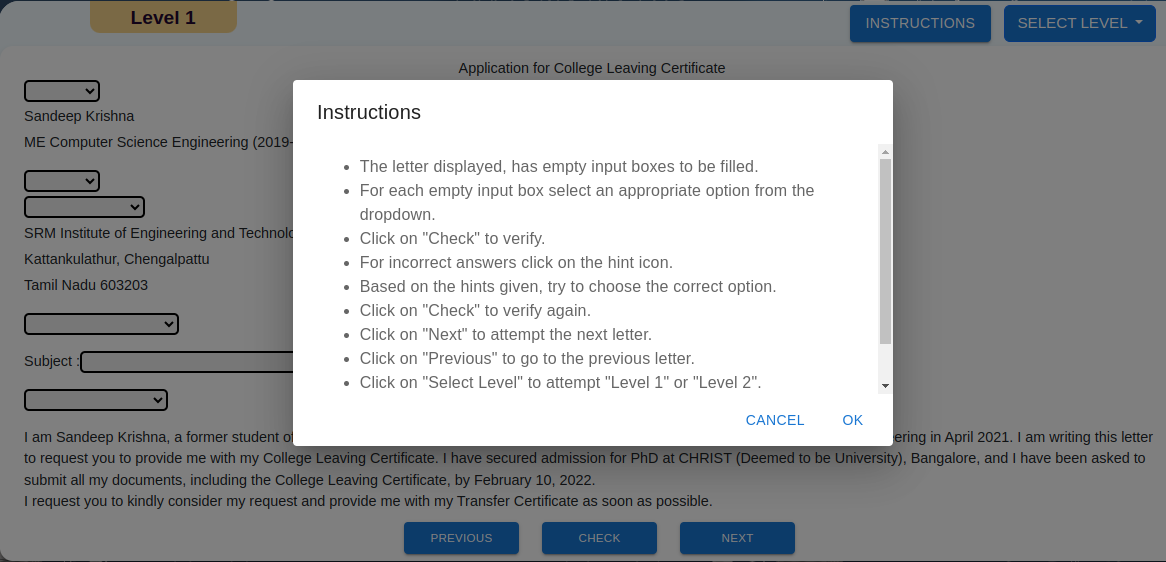 Level 1
INSTRUCTIONS
SELECT LEVEL
Application for College Leaving Certificate
Sandeep Krishna
ME Computer Science Engineering (2019-
SRM Institute of Engineering and Technolo
Kattankulathur, Chengalpattu
Tamil Nadu 603203
Subject :
Instructions
The letter displayed, has empty input boxes to be filled.
For each empty input box select an appropriate option from the
dropdown.
Click on "Check" to verify.
For incorrect answers click on the hint icon.
Based on the hints given, try to choose the correct option.
Click on "Check" to verify again.
Click on "Next" to attempt the next letter.
Click on "Previous" to go to the previous letter.
Click on "Select Level" to attempt "Level 1" or "Level 2".
CANCEL OK
I am Sandeep Krishna, a former student of ering in April 2021. I am writing this letter
to request you to provide me with my College Leaving Certificate. I have secured admission for PhD at CHRIST (Deemed to be University), Bangalore, and I have been asked to
submit all my documents, including the College Leaving Certificate, by February 10, 2022.
I request you to kindly consider my request and provide me with my Transfer Certificate as soon as possible.
PREVIOUS CHECK NEXT